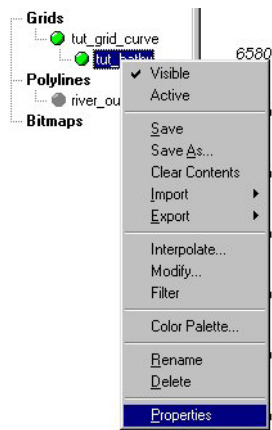 Grids
tut_grid_curve
6580
Visible
Active
Polylines
river_ou
Bitmaps
Save
Save As...
Clear Contents
Import
Export
Interpolate...
Modify...
Filter
Color Palette...
Rename
Delete
Properties